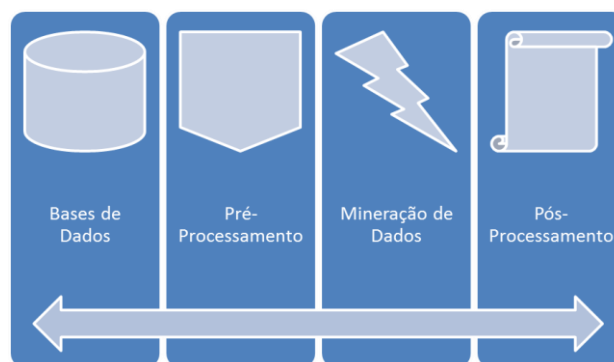 Bases de
Dados
Pré-
Processamento
Mineração de
Dados
Pós-
Processamento